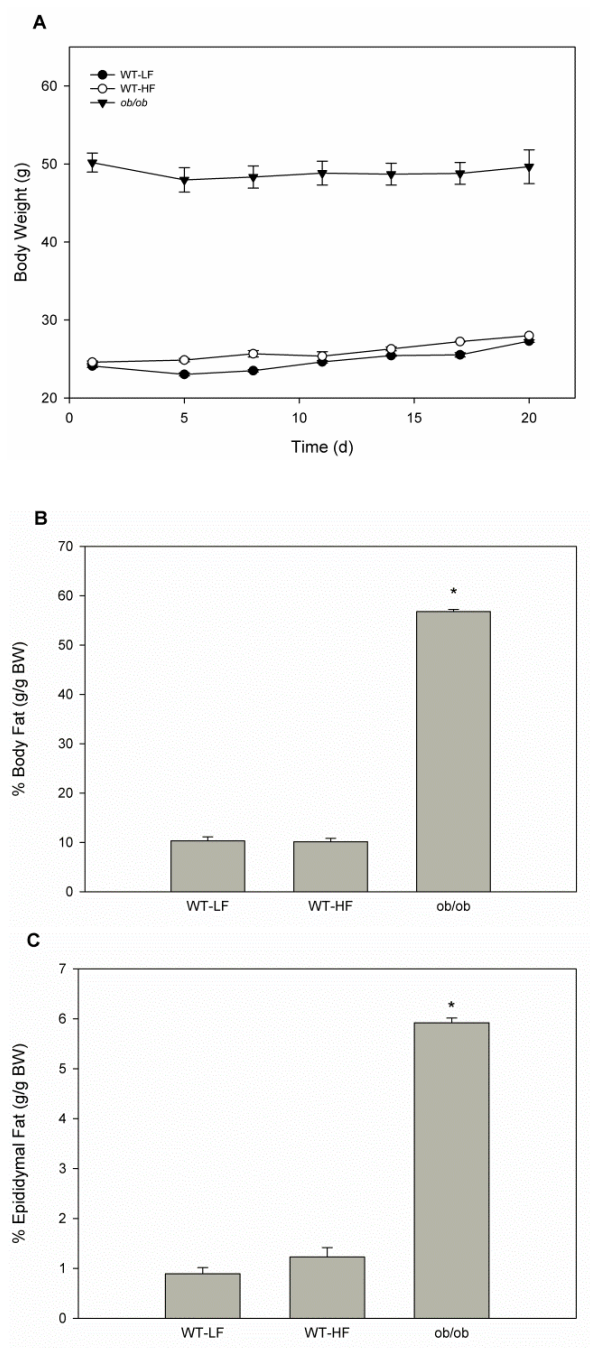 A
WT-LF
WT-HF
ob/ob
60
50
40
30
20
0 5 10 15 20
Body Weight (g)
Time (d)
B
70
60
50
40
30
20
10
0
% Body Fat (g/g BW)
*
WT-LF WT-HF ob/ob
C
7
6
5
4
3
2
1
0
% Epididymal Fat (g/g BW)
*
WT-LF WT-HF ob/ob